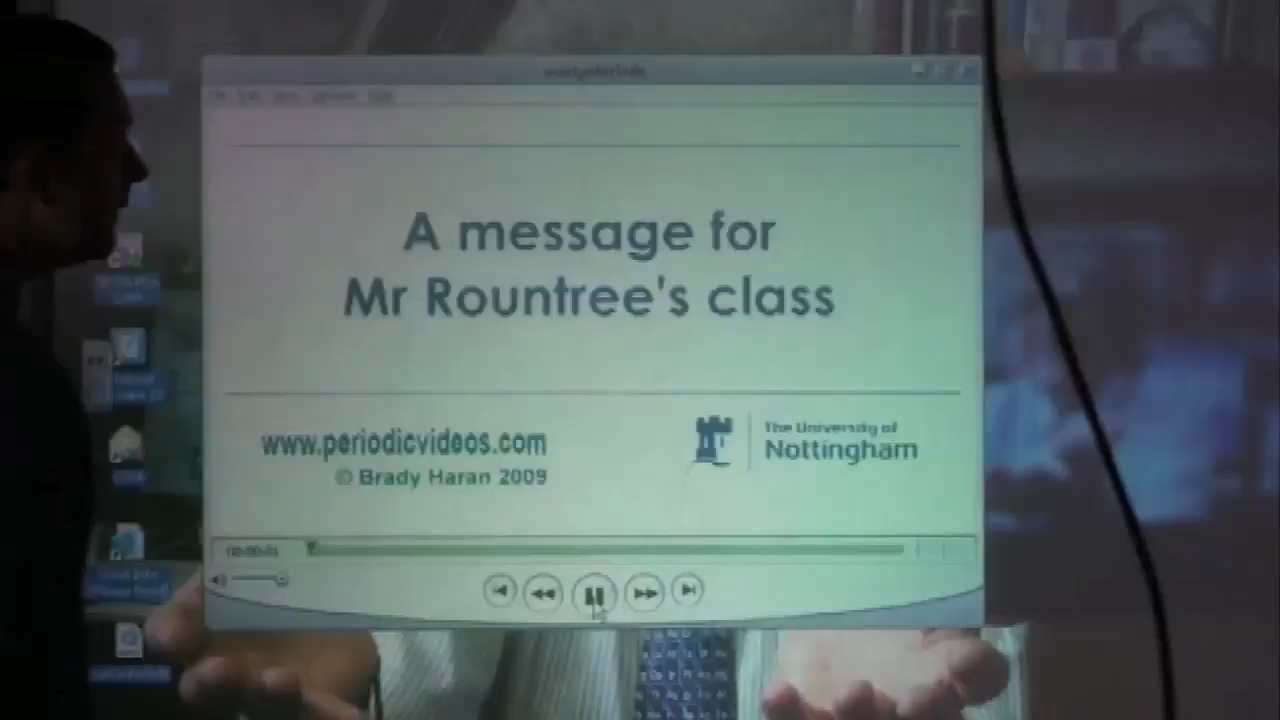 A message for
Mr Rountree's class
www.periodicvideos.com
© Brady Haran 2009
The University of
Nottingham